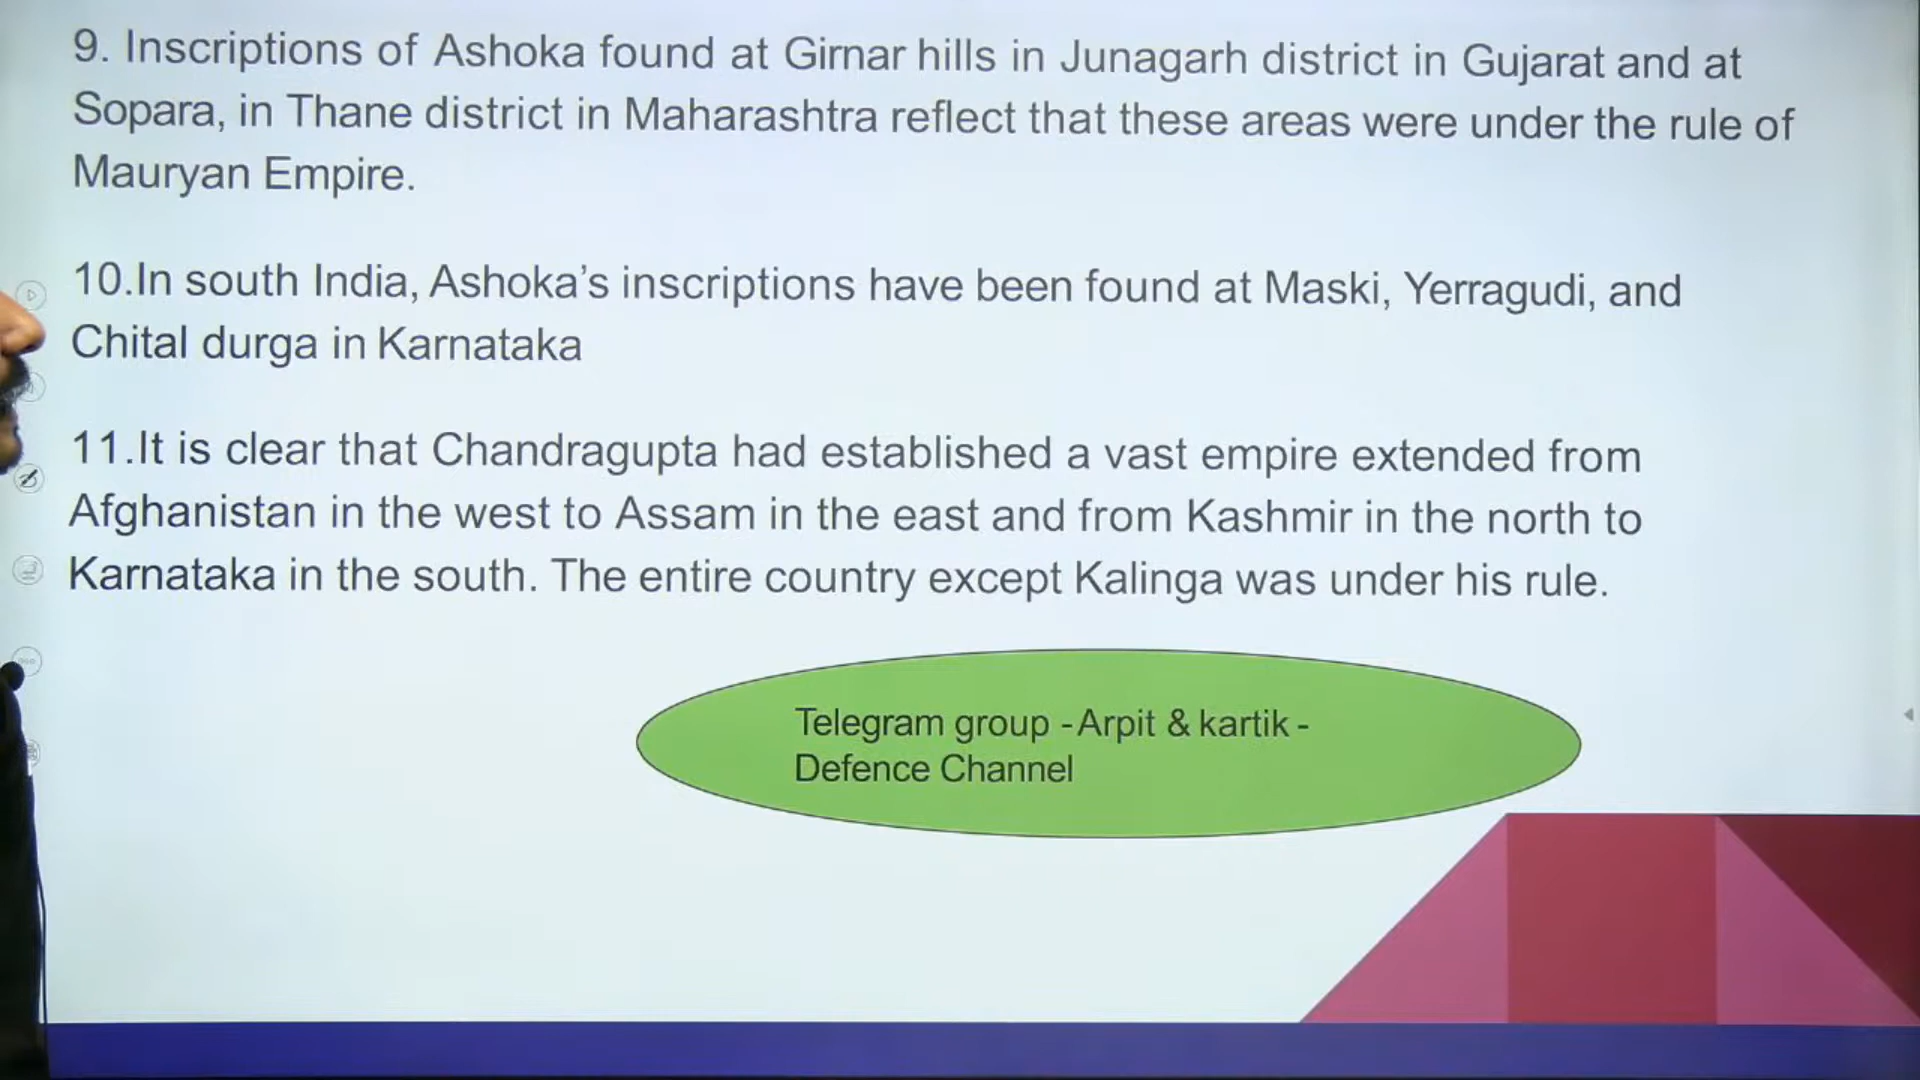 9. Inscriptions of Ashoka found at Girnar hills in Junagarh district in Gujarat and at
Sopara, in Thane district in Maharashtra reflect that these areas were under the rule of
Mauryan Empire.
10.In south India, Ashoka’s inscriptions have been found at Maski, Yerragudi, and
Chital durga in Karnataka
11.It is clear that Chandragupta had established a vast empire extended from
Afghanistan in the west to Assam in the east and from Kashmir in the north to
Karnataka in the south. The entire country except Kalinga was under his rule.
Telegram group -Arpit & kartik -
Defence Channel